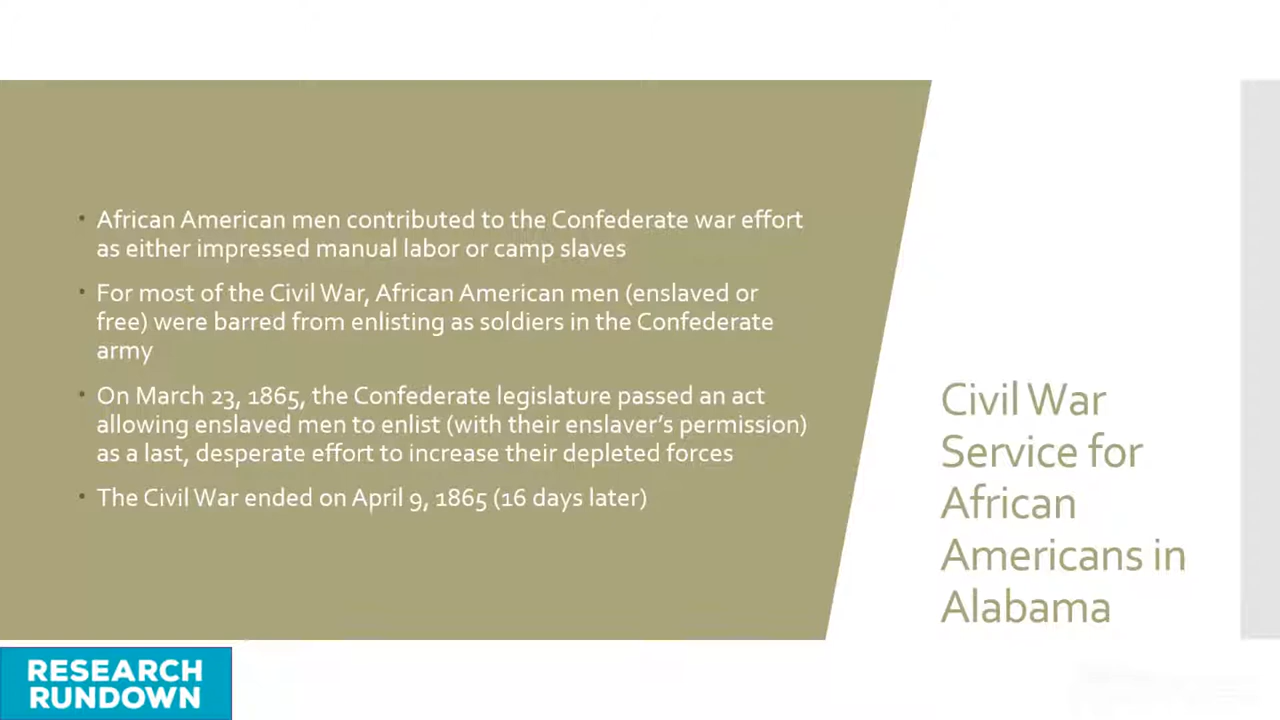 • African American men contributed to the Confederate war effort
as either impressed manual labor or camp slaves
• For most of the Civil War, African American men (enslaved or
free) were barred from enlisting as soldiers in the Confederate
army
• On March 23, 1865, the Confederate legislature passed an act
allowing enslaved men to enlist (with their enslaver’s permission)
as a last, desperate effort to increase their depleted forces
• The Civil War ended on April 9, 1865 (16 days later)
Civil War
Service for
African
Americans in
Alabama
RESEARCH
RUNDOWN